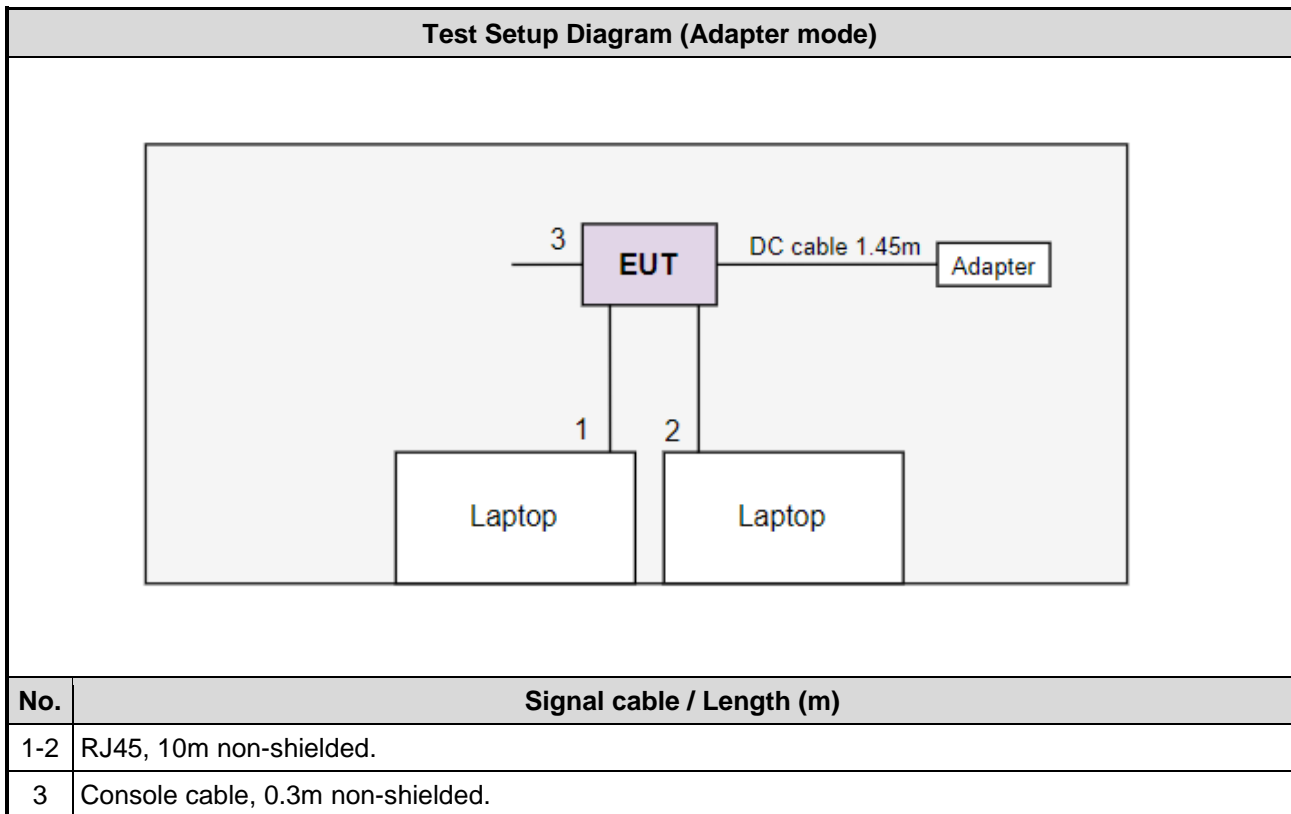 Test Setup Diagram (Adapter mode)
3
EUT
DC cable 1.45m
Adapter
1
2
Laptop
Laptop
No.
Signal cable / Length (m)
1-2 RJ45, 10m non-shielded.
3 Console cable, 0.3m non-shielded.